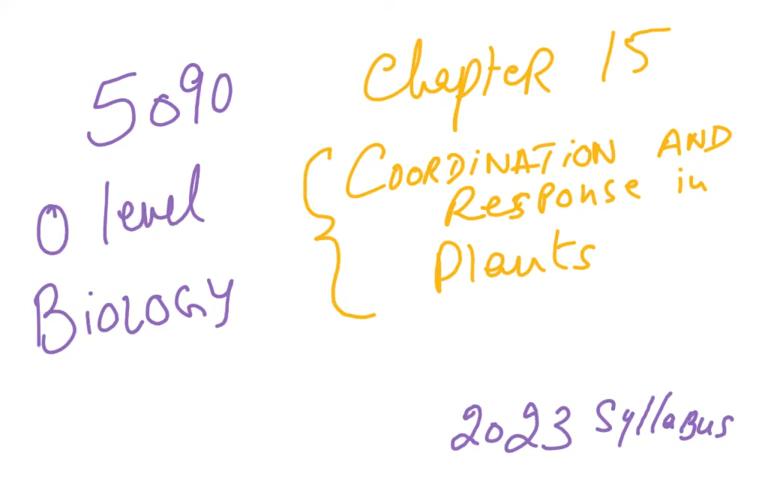 5090
O level
BIOLOGY
ChapteR 15
COORDINATION AND
Response in
Plants
2023 SyllaBus